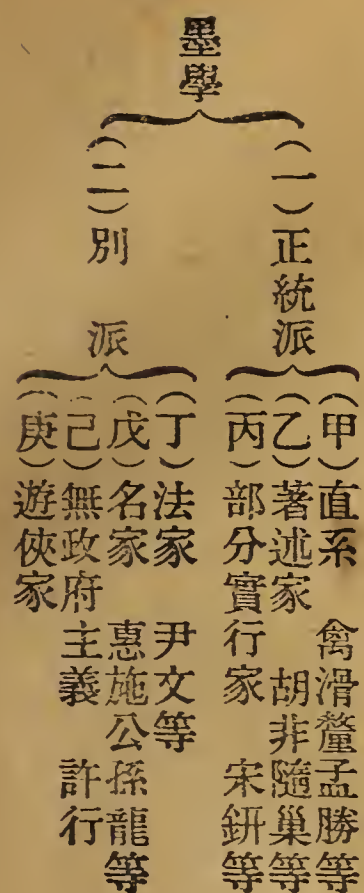 墨學
（一）正統派
（甲）直系　禽滑釐孟勝等
（乙）著述家　胡非隨巢等
（丙）部分實行家　宋鈃等
（二）別　派
（丁）法家　尹文等
（戊）名家　惠施公孫龍等
（己）無政府主義　許行
（庚）遊俠家